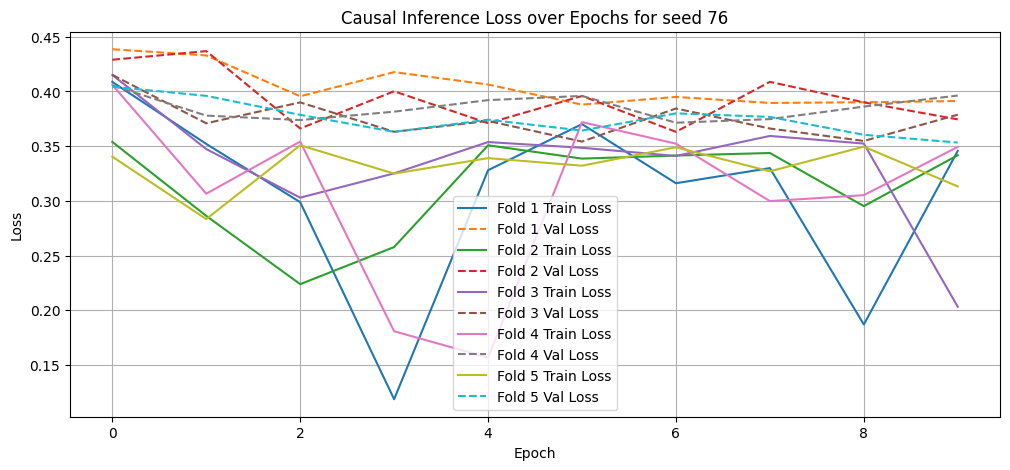 Causal Inference Loss over Epochs for seed 76
0.45
0.40
0.35
0.30
0.25
0.20
0.15
Loss
Fold 1 Train Loss
Fold 1 Val Loss
Fold 2 Train Loss
Fold 2 Val Loss
Fold 3 Train Loss
Fold 3 Val Loss
Fold 4 Train Loss
Fold 4 Val Loss
Fold 5 Train Loss
Fold 5 Val Loss
0 2 4 6 8
Epoch